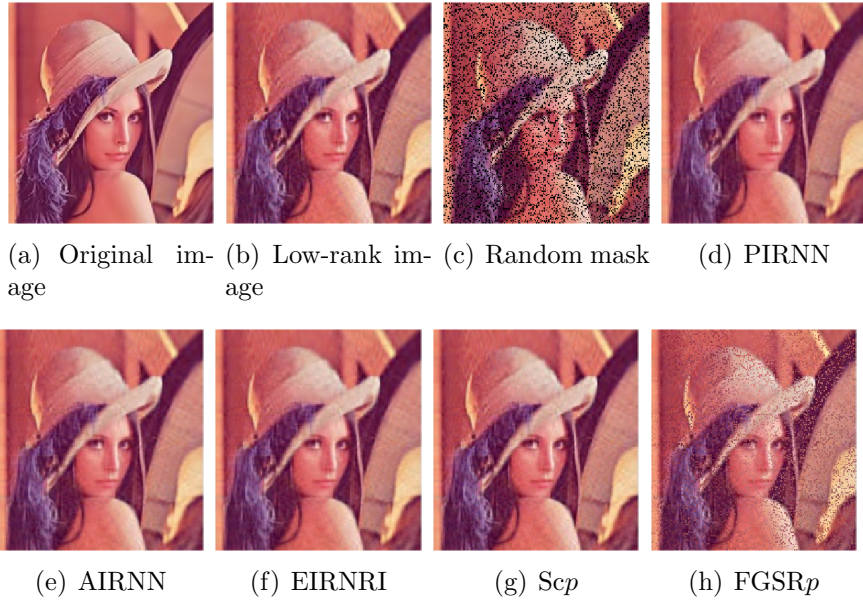 (a) Original im-
age
(b) Low-rank im-
age
(c) Random mask
(d) PIRNN
(e) AIRNN
(f) EIRNRI
(g) Scp
(h) FGSRp